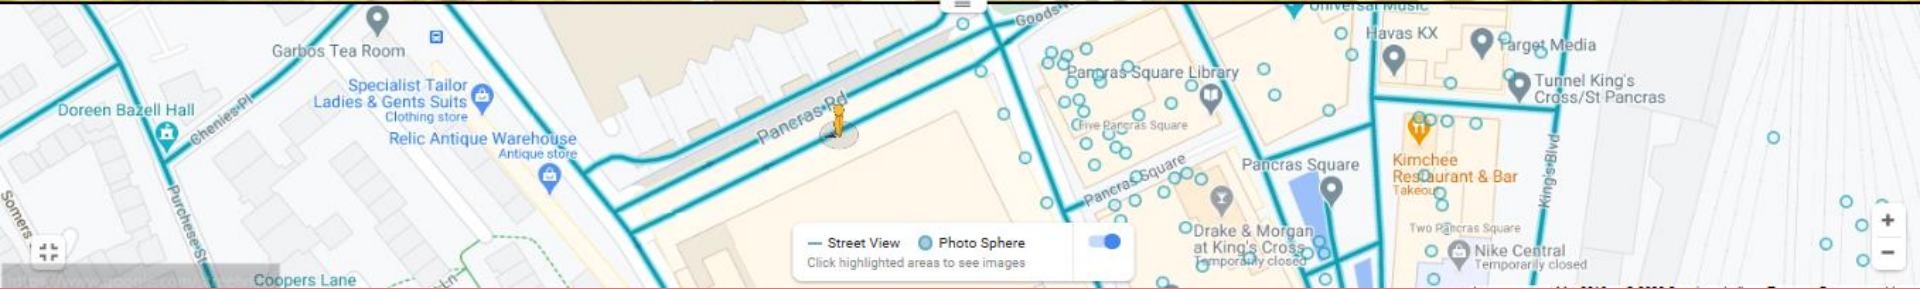 Universal Music
Goods
Garbos Tea Room
Havas KX
Target Media
Specialist Tailor
Ladies & Gents Suits
Clothing store
Pancras Square Library
Tunnel King's
Cross/St Pancras
Doreen Bazell Hall
Chenies Pl
Pancras Rd
Five Pancras Square
Relic Antique Warehouse
Antique store
Kimchee
Restaurant & Bar
Takeout
Pancras Square
Pancras Square
King's Blvd
Purchese St
Somers
Two Pancras Square
Drake & Morgan
at King's Cross
Temporarily closed
Nike Central
Temporarily closed
Street View
Photo Sphere
Click highlighted areas to see images
Coopers Lane